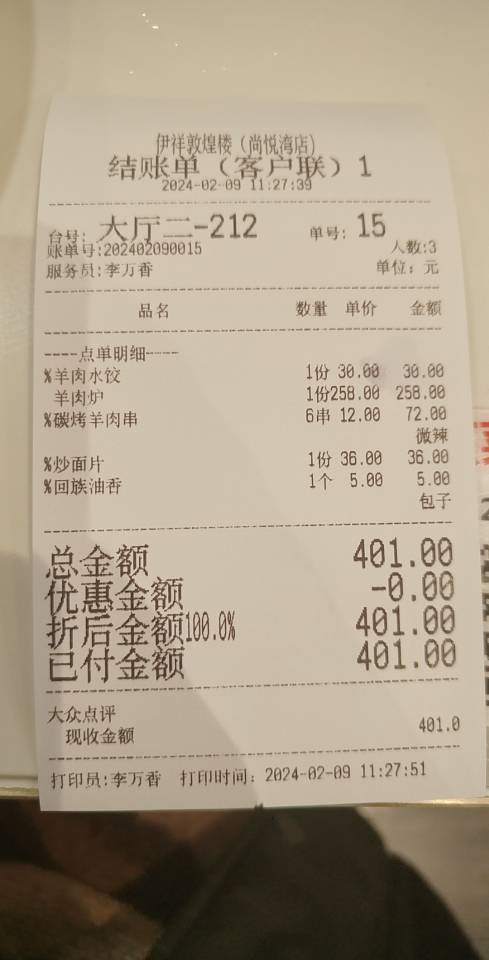 伊祥敦煌楼（尚悦湾店）
结账单（客户联）1
2024-02-09 11:27:39
台号: 大厅二-212 单号: 15
账单号:202402090015 人数:3
服务员:李万香 单位: 元
品名 数量 单价 金额
----点单明细----
%羊肉水饺 1份 30.00 30.00
羊肉炉 1份258.00 258.00
%碳烤羊肉串 6串 12.00 72.00
微辣
%炒面片 1份 36.00 36.00
%回族油香 1个 5.00 5.00
包子
总金额 401.00
优惠金额 -0.00
折后金额100.0% 401.00
已付金额 401.00
大众点评
现收金额 401.0
打印员:李万香 打印时间: 2024-02-09 11:27:51